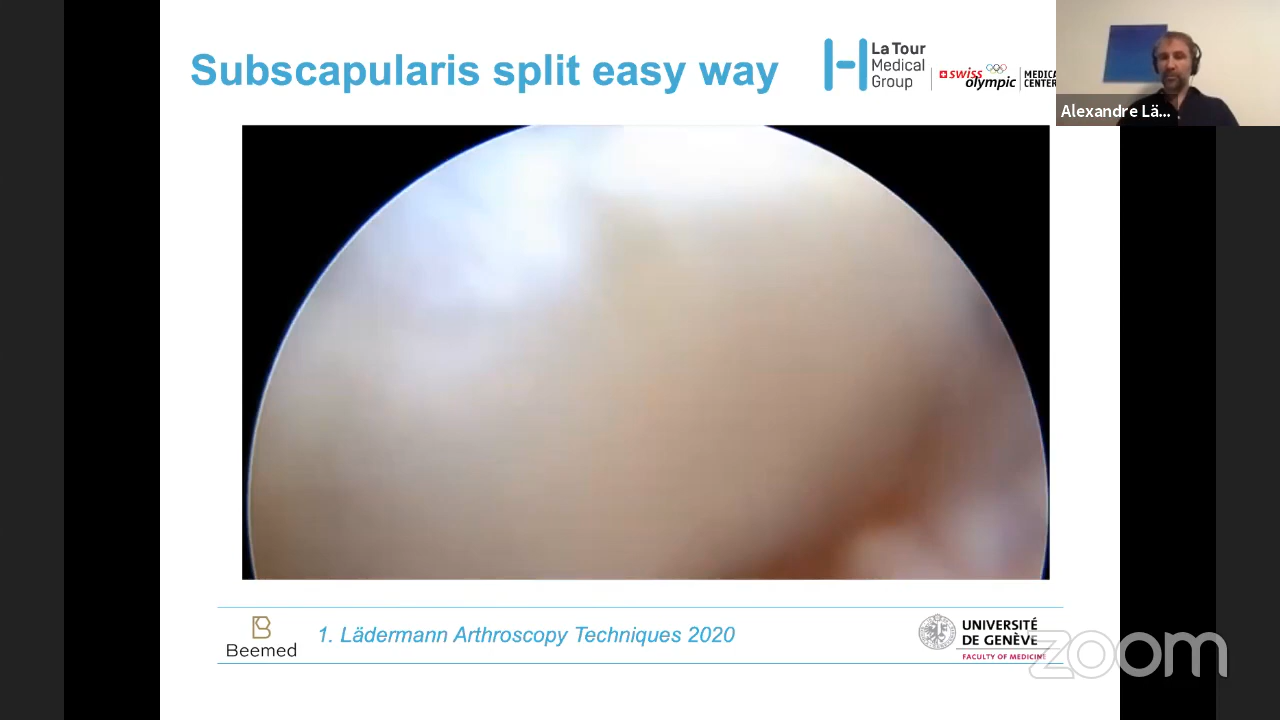 Subscapularis split easy way
La Tour
Medical
Group
swiss
olympic
MEDICAL
CENTER
Alexandre Lä...
Beemed
1. Lädermann Arthroscopy Techniques 2020
UNIVERSITÉ
DE GENÈVE
FACULTY OF MEDICINE
zoom